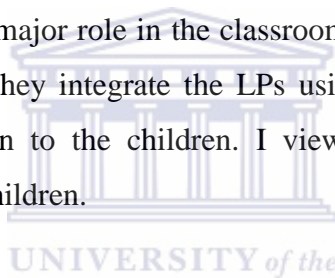 major role in the classroom
they integrate the LPs usi
n to the children. I view
hildren.
UNIVERSITY of the